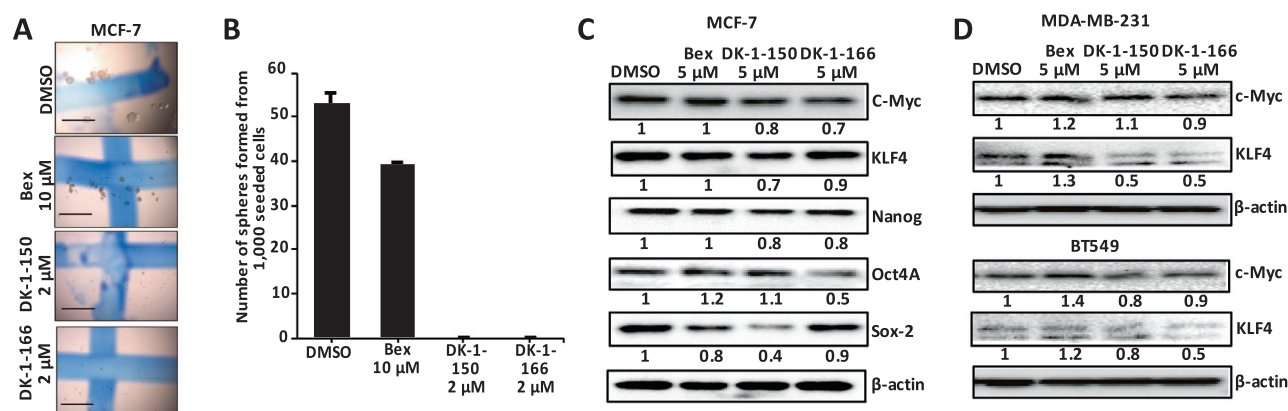 A
MCF-7
DMSO
Bex
10 µM
DK-1-150
2 µM
DK-1-166
2 µM
B
Number of spheres formed from
1,000 seeded cells
60
50
40
30
20
10
0
DMSO
Bex
10 µM
DK-1-
150
2 µM
DK-1-
166
2 µM
C
MCF-7
Bex DK-1-150 DK-1-166
DMSO 5 µM 5 µM 5 µM
C-Myc
1 1 0.8 0.7
KLF4
1 1 0.7 0.9
Nanog
1 1 0.8 0.8
Oct4A
1 1.2 1.1 0.5
Sox-2
1 0.8 0.4 0.9
β-actin
D
MDA-MB-231
Bex DK-1-150 DK-1-166
DMSO 5 µM 5 µM 5 µM
c-Myc
1 1.2 1.1 0.9
KLF4
1 1.3 0.5 0.5
β-actin
BT549
c-Myc
1 1.4 0.8 0.9
KLF4
1 1.2 0.8 0.5
β-actin